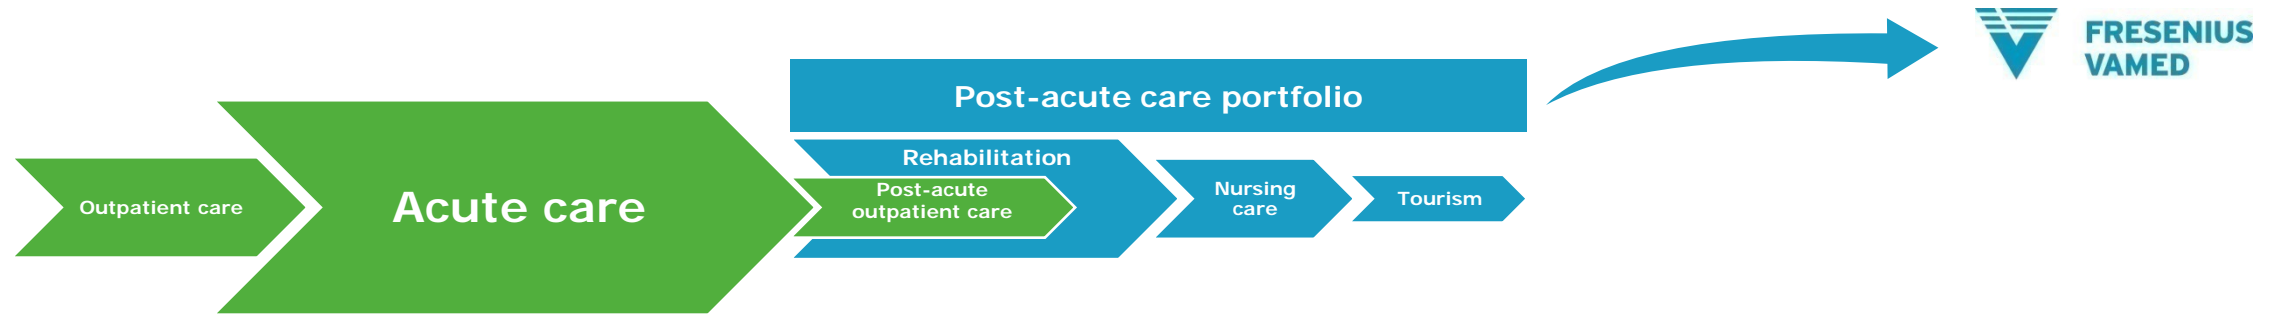 Outpatient care
Acute care
Post-acute care portfolio
Rehabilitation
Post-acute
outpatient care
Nursing
care
Tourism
FRESENIUS
VAMED